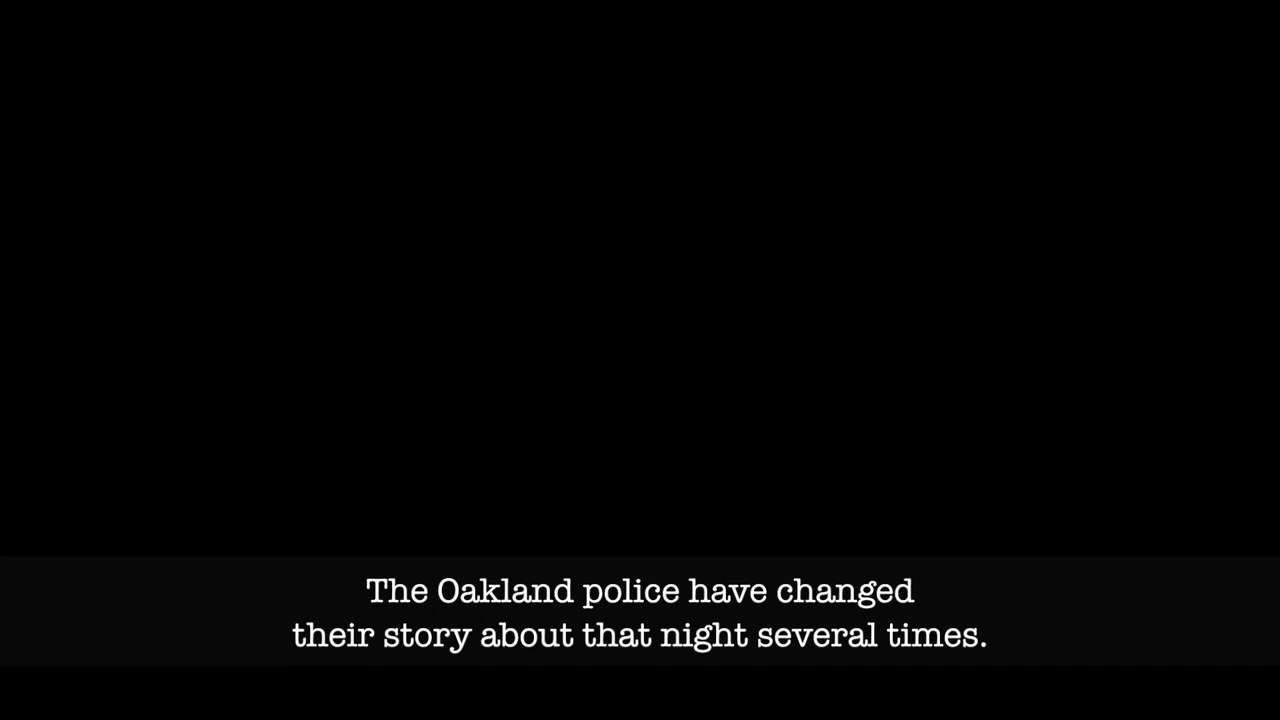 The Oakland police have changed
their story about that night several times.